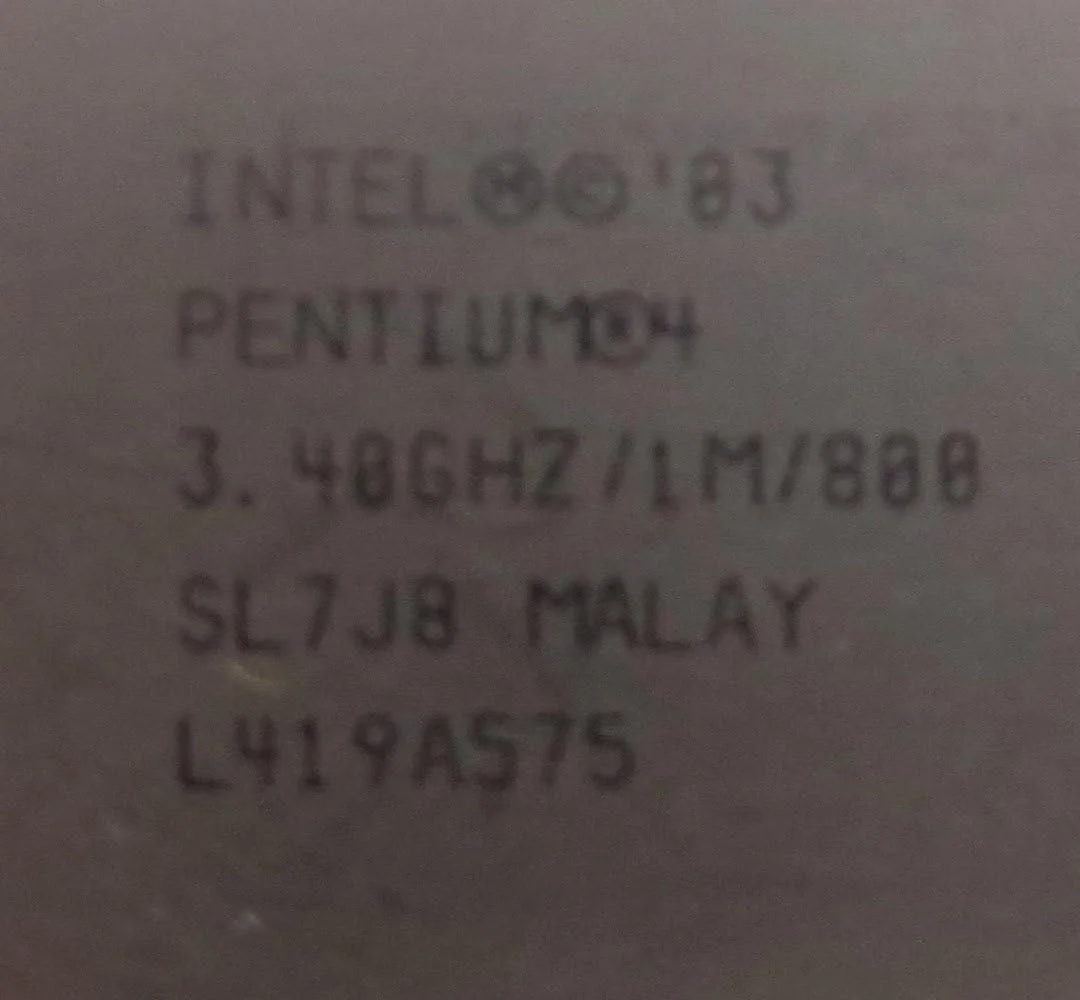 INTEL Ⓜ © '03
PENTIUM® 4
3.40GHZ/1M/800
SL7J8 MALAY
L419A575